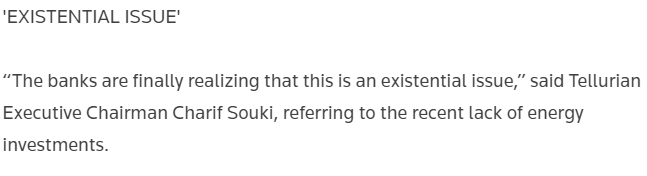 'EXISTENTIAL ISSUE'
“The banks are finally realizing that this is an existential issue,” said Tellurian
Executive Chairman Charif Souki, referring to the recent lack of energy
investments.